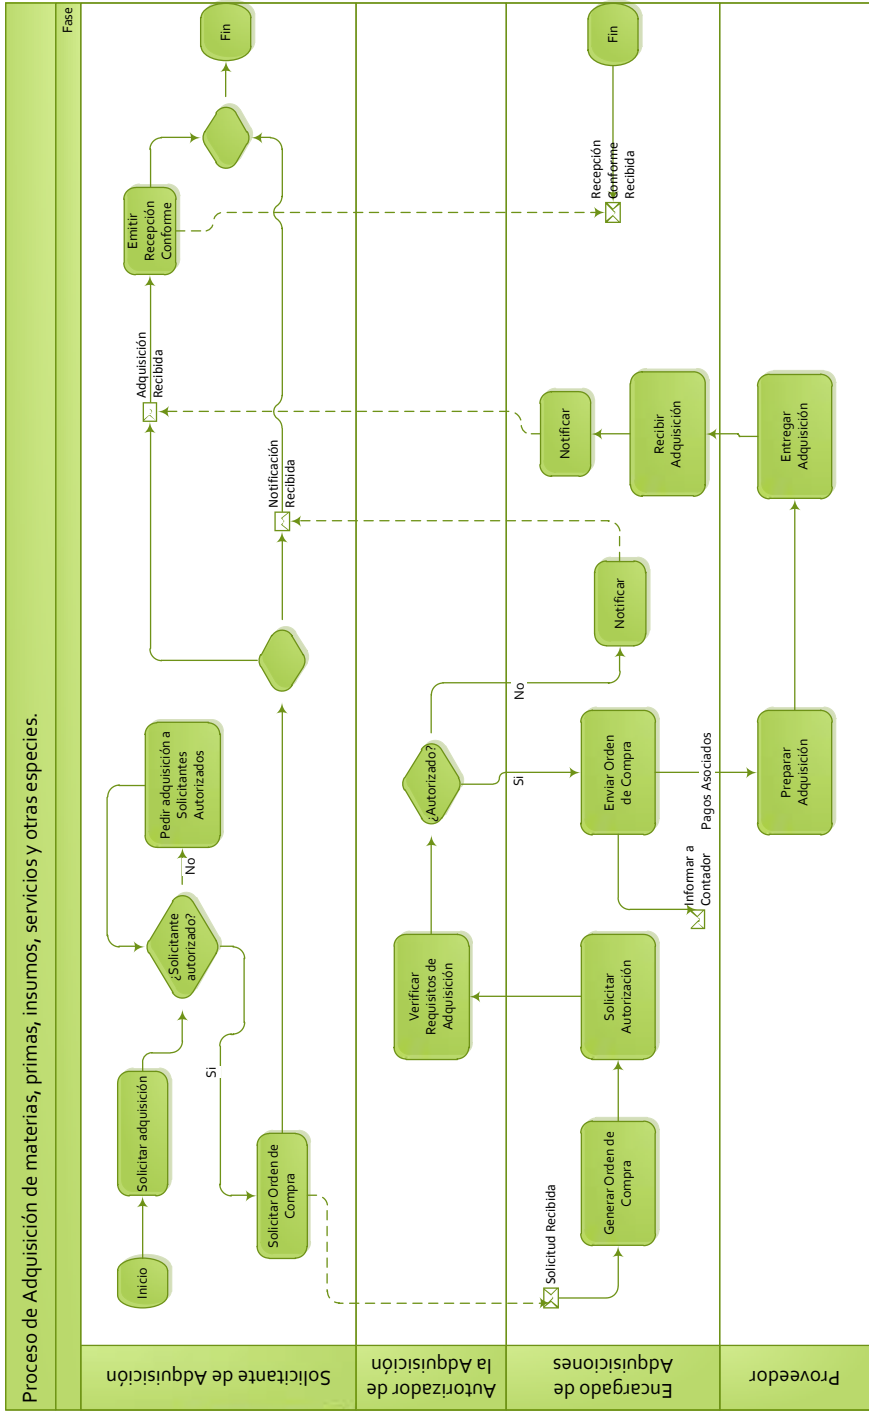 Proceso de Adquisición de materias, primas, insumos, servicios y otras especies.
Fase
Solicitante de Adquisición
Inicio
Solicitar adquisición
¿Solicitante
autorizado?
No
Pedir adquisición a
Solicitantes
Autorizados
Si
Solicitar Orden de
Compra
Adquisición
Recibida
Notificación
Recibida
Emitir
Recepción
Conforme
Fin
Autorizador de
la Adquisición
Verificar
Requisitos de
Adquisición
¿Autorizado?
No
Si
Encargado de
Adquisiciones
Solicitud Recibida
Generar Orden de
Compra
Solicitar
Autorización
Enviar Orden
de Compra
Informar a
Contador
Pagos Asociados
Notificar
Notificar
Recibir
Adquisición
Recepción
Conforme
Recibida
Fin
Proveedor
Preparar
Adquisición
Entregar
Adquisición